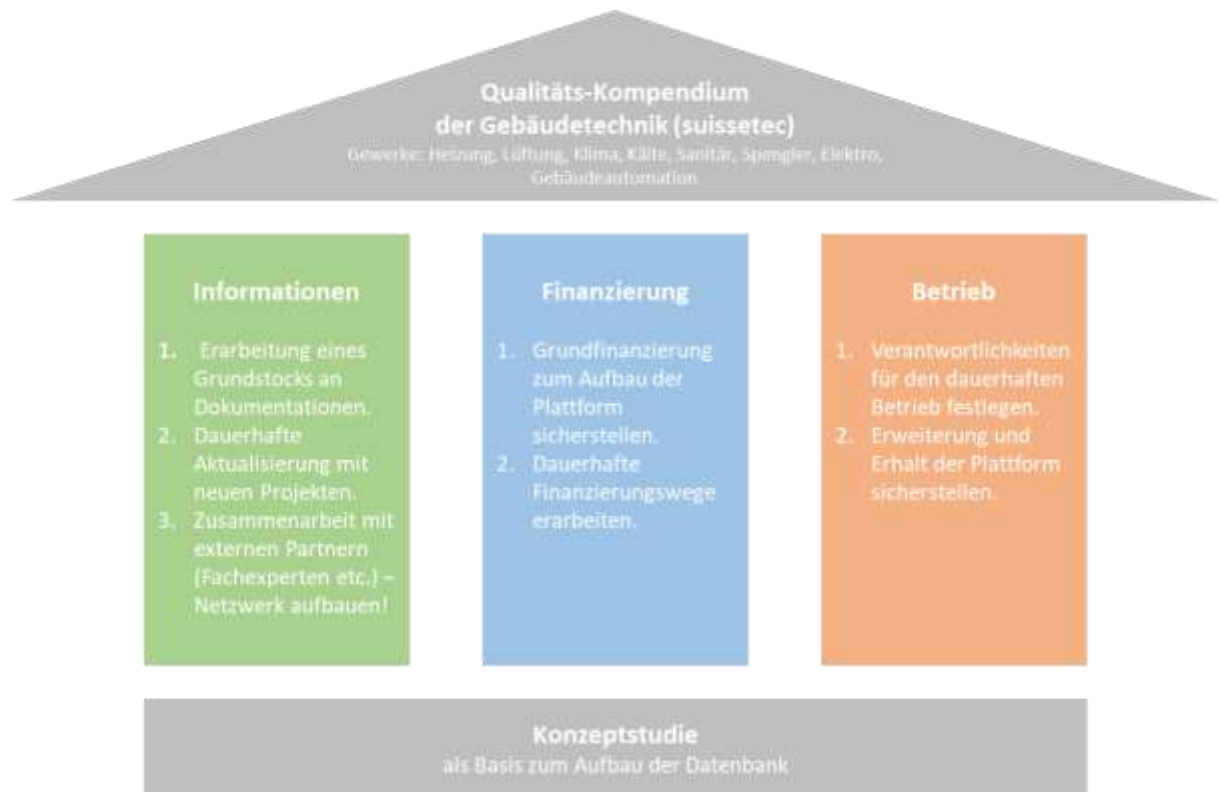 Qualitäts-Kompendium
der Gebäudetechnik (suissetec)
Gewerke: Heizung, Lüftung, Klima, Kälte, Sanitär, Spengler, Elektro,
Gebäudeautomation
Informationen
1. Erarbeitung eines
Grundstocks an
Dokumentationen.
2. Dauerhafte
Aktualisierung mit
neuen Projekten.
3. Zusammenarbeit mit
externen Partnern
(Fachexperten etc.) –
Netzwerk aufbauen!
Finanzierung
1. Grundfinanzierung
zum Aufbau der
Plattform
sicherstellen.
2. Dauerhafte
Finanzierungswege
erarbeiten.
Betrieb
1. Verantwortlichkeiten
für den dauerhaften
Betrieb festlegen.
2. Erweiterung und
Erhalt der Plattform
sicherstellen.
Konzeptstudie
als Basis zum Aufbau der Datenbank